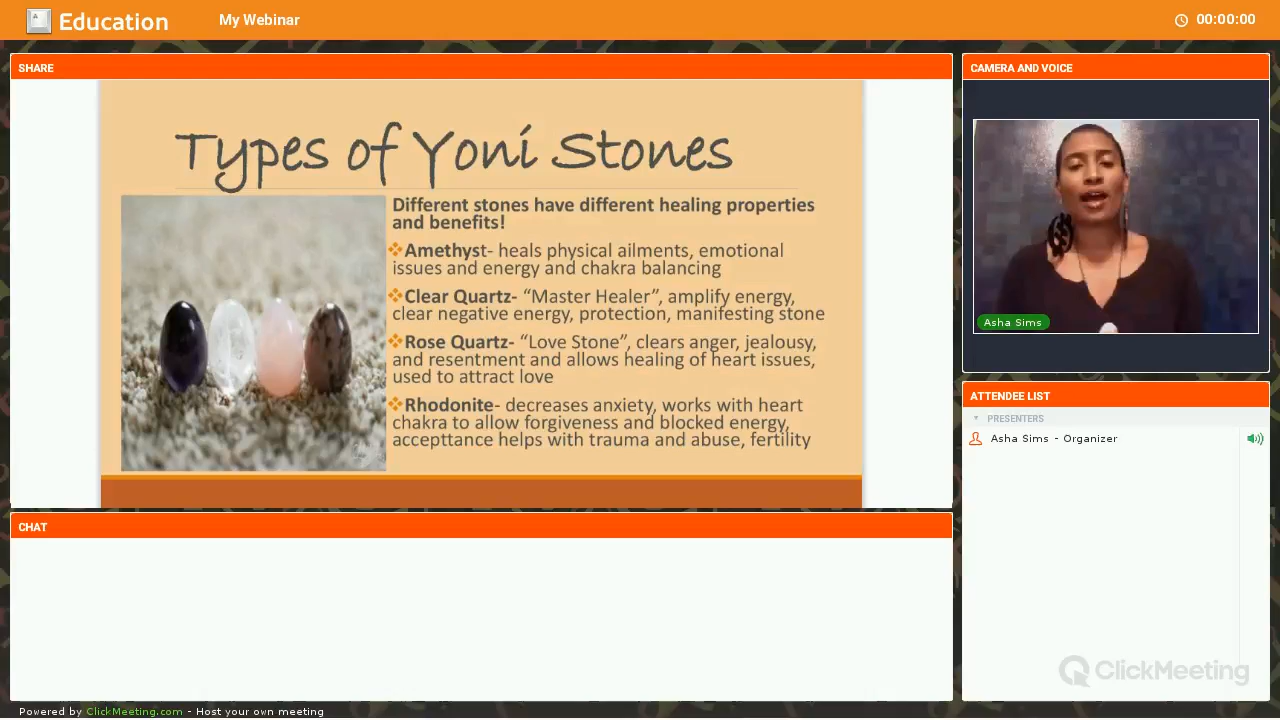 Education
My Webinar
00:00:00
SHARE
Types of Yoni Stones
Different stones have different healing properties
and benefits!
Amethyst- heals physical ailments, emotional
issues and energy and chakra balancing
Clear Quartz- “Master Healer”, amplify energy,
clear negative energy, protection, manifesting stone
Rose Quartz- “Love Stone”, clears anger, jealousy,
and resentment and allows healing of heart issues,
used to attract love
Rhodonite- decreases anxiety, works with heart
chakra to allow forgiveness and blocked energy,
accepttance helps with trauma and abuse, fertility
CAMERA AND VOICE
Asha Sims
ATTENDEE LIST
PRESENTERS
Asha Sims - Organizer
CHAT
ClickMeeting
Powered by ClickMeeting.com - Host your own meeting